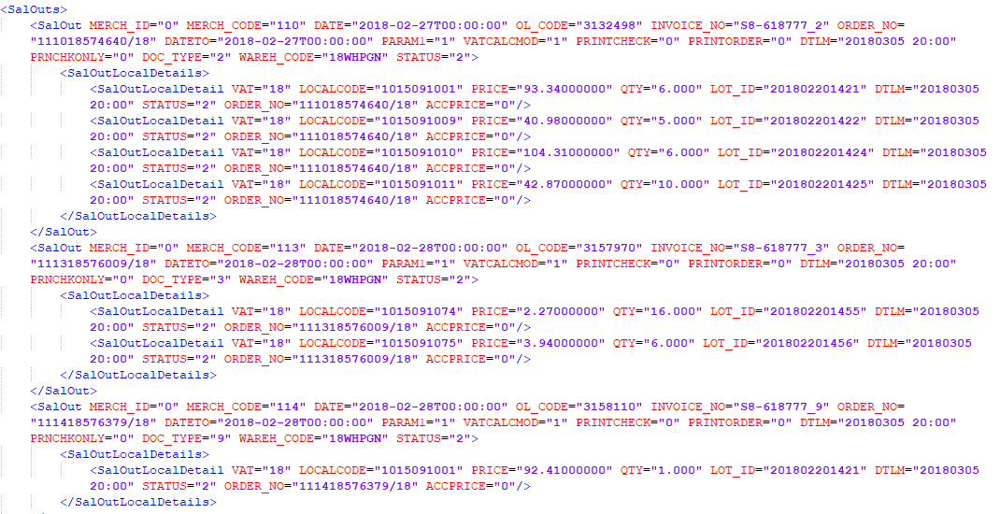 <SalOuts>
<SalOut MERCH_ID="0" MERCH_CODE="110" DATE="2018-02-27T00:00:00" OL_CODE="3132498" INVOICE_NO="S8-618777_2" ORDER_NO=
"111018574640/18" DATETO="2018-02-27T00:00:00" PARAM1="1" VATCALCMOD="1" PRINTCHECK="0" PRINTORDER="0" DTLM="20180305 20:00"
PRNCHKONLY="0" DOC_TYPE="2" WAREH_CODE="18WHPGN" STATUS="2">
<SalOutLocalDetails>
<SalOutLocalDetail VAT="18" LOCALCODE="1015091001" PRICE="93.34000000" QTY="6.000" LOT_ID="201802201421" DTLM="20180305
20:00" STATUS="2" ORDER_NO="111018574640/18" ACCPRICE="0"/>
<SalOutLocalDetail VAT="18" LOCALCODE="1015091009" PRICE="40.98000000" QTY="5.000" LOT_ID="201802201422" DTLM="20180305
20:00" STATUS="2" ORDER_NO="111018574640/18" ACCPRICE="0"/>
<SalOutLocalDetail VAT="18" LOCALCODE="1015091010" PRICE="104.31000000" QTY="6.000" LOT_ID="201802201424" DTLM="20180305
20:00" STATUS="2" ORDER_NO="111018574640/18" ACCPRICE="0"/>
<SalOutLocalDetail VAT="18" LOCALCODE="1015091011" PRICE="42.87000000" QTY="10.000" LOT_ID="201802201425" DTLM="20180305
20:00" STATUS="2" ORDER_NO="111018574640/18" ACCPRICE="0"/>
</SalOutLocalDetails>
</SalOut>
<SalOut MERCH_ID="0" MERCH_CODE="113" DATE="2018-02-28T00:00:00" OL_CODE="3157970" INVOICE_NO="S8-618777_3" ORDER_NO=
"111318576009/18" DATETO="2018-02-28T00:00:00" PARAM1="1" VATCALCMOD="1" PRINTCHECK="0" PRINTORDER="0" DTLM="20180305 20:00"
PRNCHKONLY="0" DOC_TYPE="3" WAREH_CODE="18WHPGN" STATUS="2">
<SalOutLocalDetails>
<SalOutLocalDetail VAT="18" LOCALCODE="1015091074" PRICE="2.27000000" QTY="16.000" LOT_ID="201802201455" DTLM="20180305
20:00" STATUS="2" ORDER_NO="111318576009/18" ACCPRICE="0"/>
<SalOutLocalDetail VAT="18" LOCALCODE="1015091075" PRICE="3.94000000" QTY="6.000" LOT_ID="201802201456" DTLM="20180305
20:00" STATUS="2" ORDER_NO="111318576009/18" ACCPRICE="0"/>
</SalOutLocalDetails>
</SalOut>
<SalOut MERCH_ID="0" MERCH_CODE="114" DATE="2018-02-28T00:00:00" OL_CODE="3158110" INVOICE_NO="S8-618777_9" ORDER_NO=
"111418576379/18" DATETO="2018-02-28T00:00:00" PARAM1="1" VATCALCMOD="1" PRINTCHECK="0" PRINTORDER="0" DTLM="20180305 20:00"
PRNCHKONLY="0" DOC_TYPE="9" WAREH_CODE="18WHPGN" STATUS="2">
<SalOutLocalDetails>
<SalOutLocalDetail VAT="18" LOCALCODE="1015091001" PRICE="92.41000000" QTY="1.000" LOT_ID="201802201421" DTLM="20180305
20:00" STATUS="2" ORDER_NO="111418576379/18" ACCPRICE="0"/>
</SalOutLocalDetails>